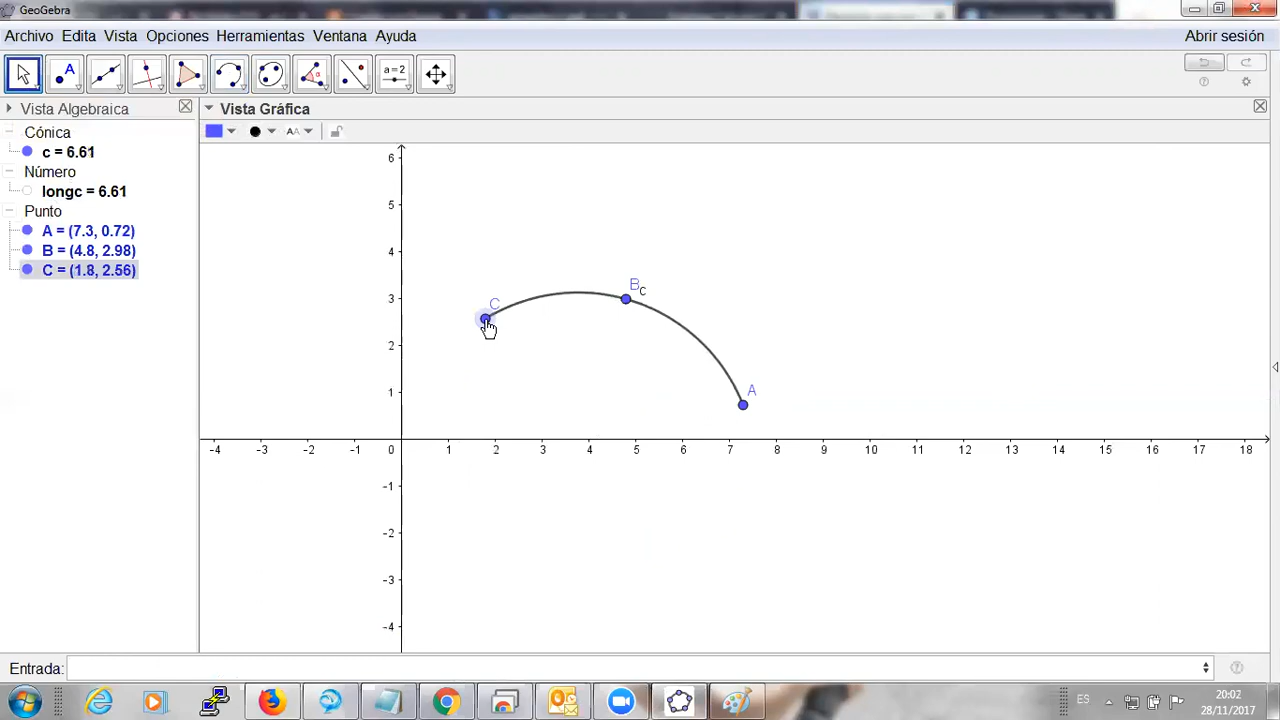 GeoGebra
Archivo Edita Vista Opciones Herramientas Ventana Ayuda Abrir sesión
A
α
a=2
Vista Algebraica
Vista Gráfica
AA
Cónica
c = 6.61
Número
longc = 6.61
Punto
A = (7.3, 0.72)
B = (4.8, 2.98)
C = (1.8, 2.56)
6
5
4
3
2
1
C
B
c
A
-4 -3 -2 -1 0 1 2 3 4 5 6 7 8 9 10 11 12 13 14 15 16 17 18
-1
-2
-3
-4
Entrada:
ES
20:02
28/11/2017